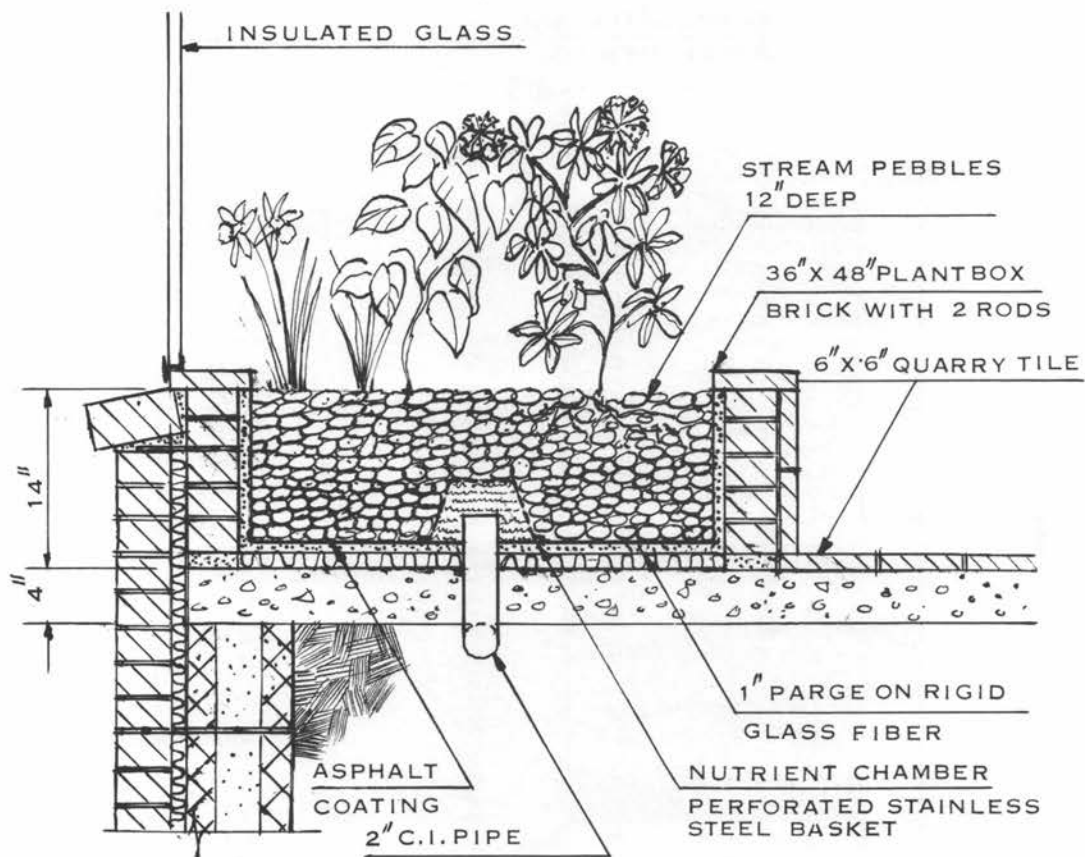 INSULATED GLASS
STREAM PEBBLES
12" DEEP
36" X 48" PLANT BOX
BRICK WITH 2 RODS
6" X 6" QUARRY TILE
14"
4"
1" PARGE ON RIGID
GLASS FIBER
ASPHALT
COATING
NUTRIENT CHAMBER
PERFORATED STAINLESS
STEEL BASKET
2" C.I. PIPE